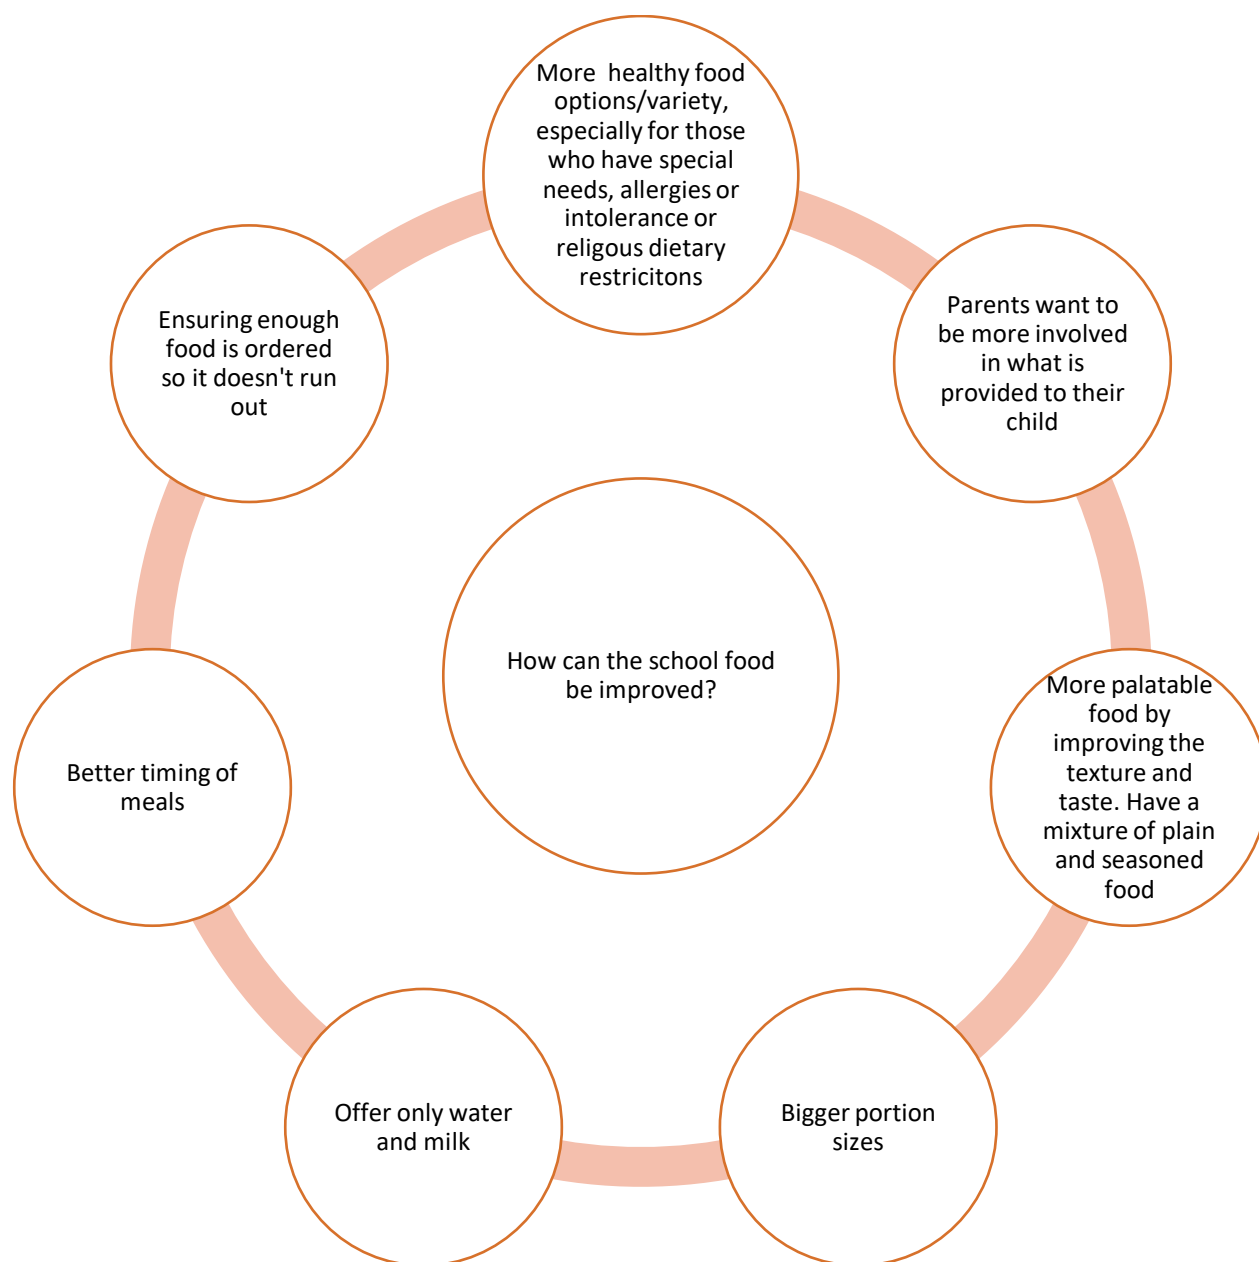 More  healthy food
options/variety,
especially for those
who have special
needs, allergies or
intolerance or
religous dietary
restricitons
Parents want to
be more involved
in what is
provided to their
child
More palatable
food by
improving the
texture and
taste. Have a
mixture of plain
and seasoned
food
Bigger portion
sizes
Offer only water
and milk
Better timing of
meals
Ensuring enough
food is ordered
so it doesn't run
out
How can the school food
be improved?